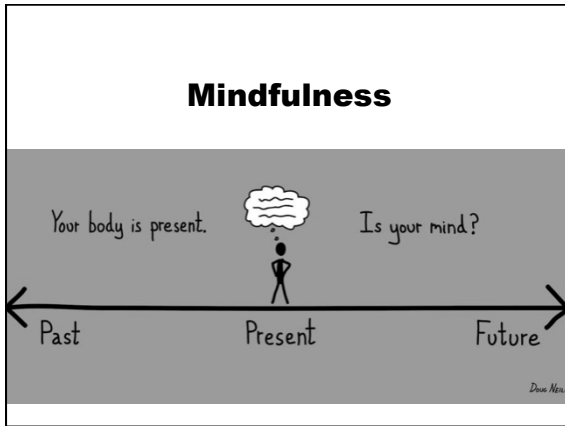 Mindfulness
Your body is present.
Is your mind?
Past
Present
Future